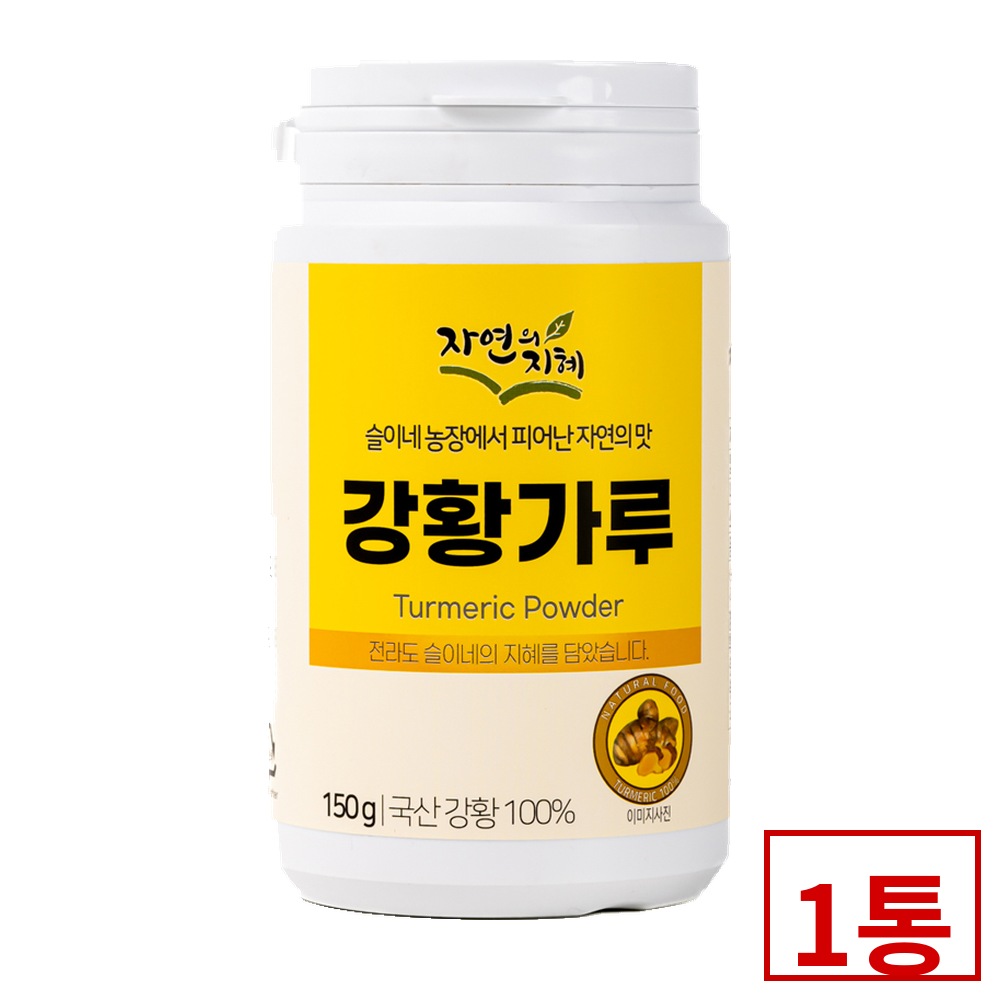 자연의
지혜
슬이네 농장에서 피어난 자연의 맛
강황가루
Turmeric Powder
전라도 슬이네의 지혜를 담았습니다.
NATURAL FOOD
TURMERIC 100%
이미지사진
150g | 국산 강황 100%
1통